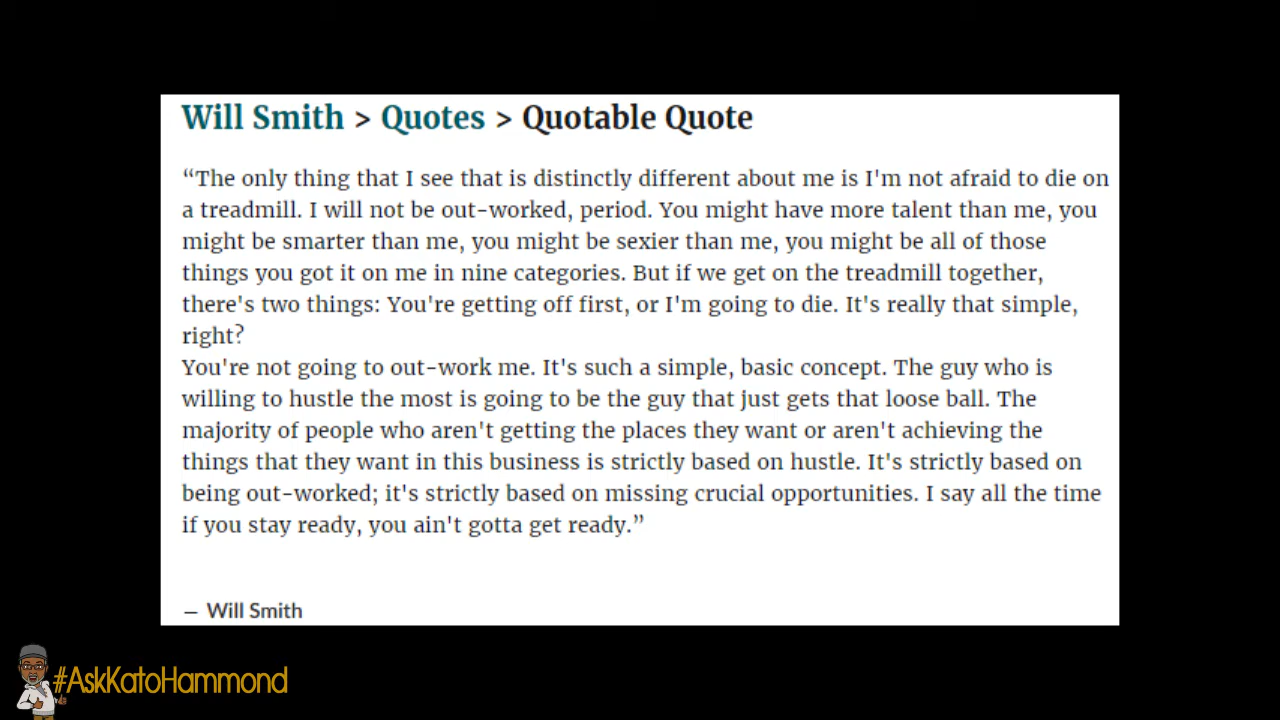 Will Smith > Quotes > Quotable Quote
“The only thing that I see that is distinctly different about me is I'm not afraid to die on
a treadmill. I will not be out-worked, period. You might have more talent than me, you
might be smarter than me, you might be sexier than me, you might be all of those
things you got it on me in nine categories. But if we get on the treadmill together,
there's two things: You're getting off first, or I'm going to die. It's really that simple,
right?
You're not going to out-work me. It's such a simple, basic concept. The guy who is
willing to hustle the most is going to be the guy that just gets that loose ball. The
majority of people who aren't getting the places they want or aren't achieving the
things that they want in this business is strictly based on hustle. It's strictly based on
being out-worked; it's strictly based on missing crucial opportunities. I say all the time
if you stay ready, you ain't gotta get ready.”
― Will Smith
#AskKatoHammond